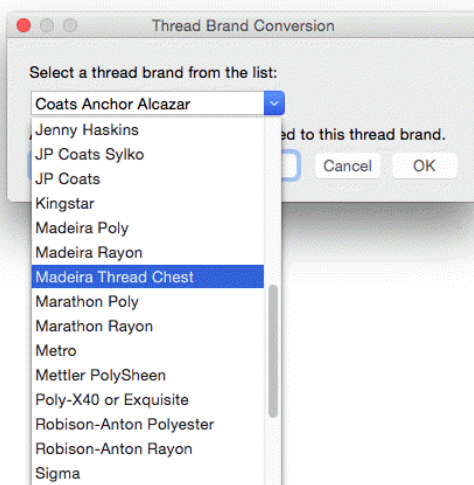 Thread Brand Conversion
Select a thread brand from the list:
Coats Anchor Alcazar
ed to this thread brand.
Cancel
OK
Jenny Haskins
JP Coats Sylko
JP Coats
Kingstar
Madeira Poly
Madeira Rayon
Madeira Thread Chest
Marathon Poly
Marathon Rayon
Metro
Mettler PolySheen
Poly-X40 or Exquisite
Robison-Anton Polyester
Robison-Anton Rayon
Sigma